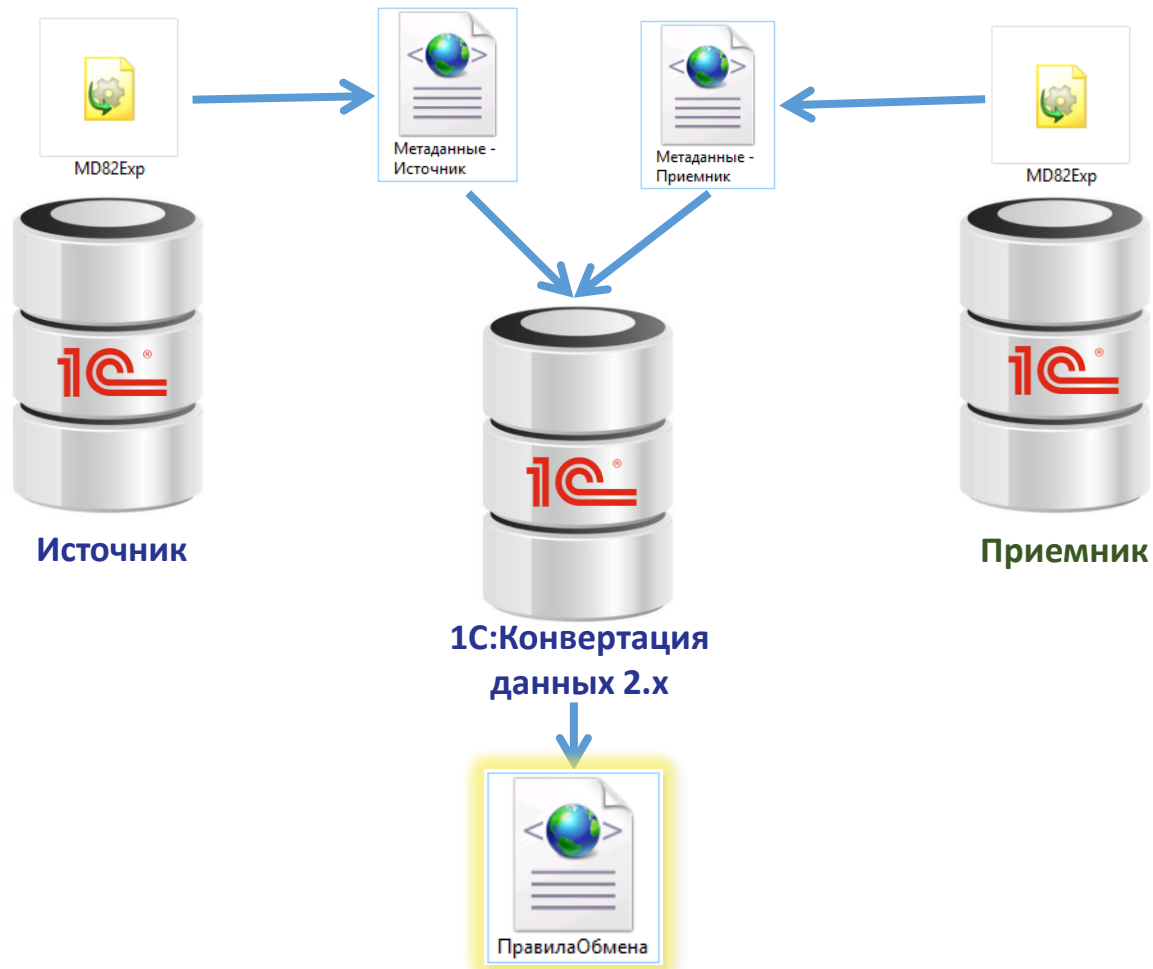 MD82Exp
Метаданные -
Источник
Метаданные -
Приемник
MD82Exp
1С®
1С®
1С®
Источник
Приемник
1С:Конвертация
данных 2.x
ПравилаОбмена